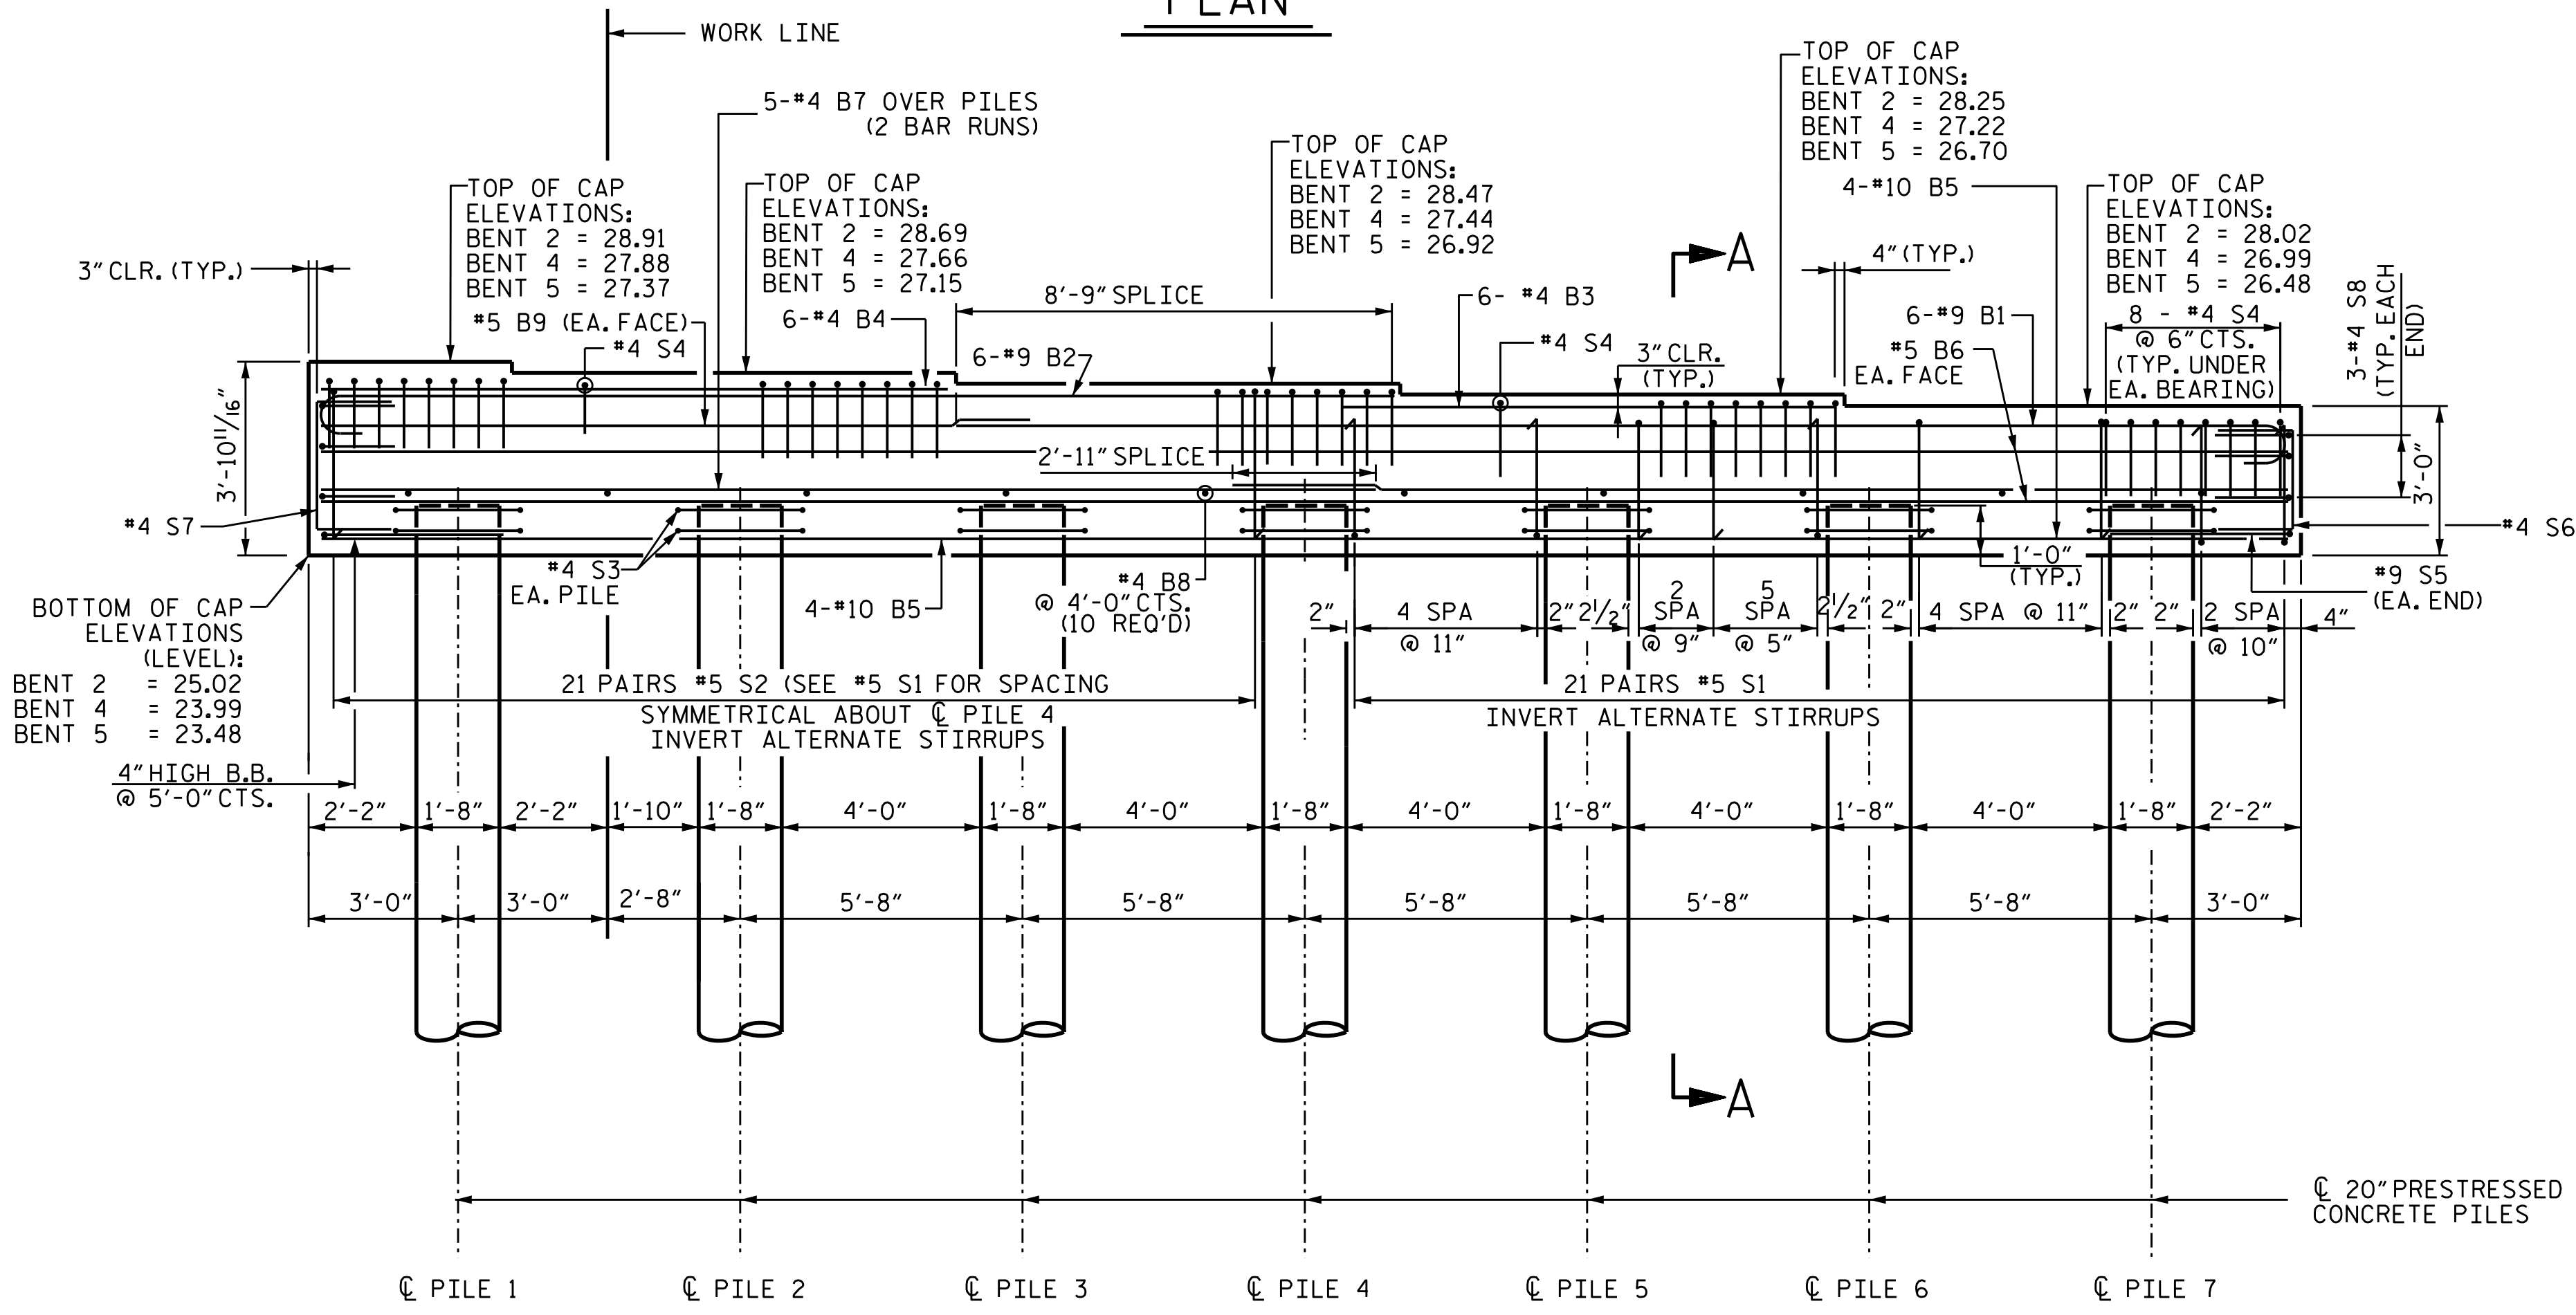 PLAN
WORK LINE
5-#4 B7 OVER PILES
(2 BAR RUNS)
TOP OF CAP
ELEVATIONS:
BENT 2 = 28.91
BENT 4 = 27.88
BENT 5 = 27.37
TOP OF CAP
ELEVATIONS:
BENT 2 = 28.69
BENT 4 = 27.66
BENT 5 = 27.15
TOP OF CAP
ELEVATIONS:
BENT 2 = 28.47
BENT 4 = 27.44
BENT 5 = 26.92
TOP OF CAP
ELEVATIONS:
BENT 2 = 28.25
BENT 4 = 27.22
BENT 5 = 26.70
TOP OF CAP
ELEVATIONS:
BENT 2 = 28.02
BENT 4 = 26.99
BENT 5 = 26.48
4-#10 B5
A
4" (TYP.)
3" CLR. (TYP.)
#5 B9 (EA. FACE)
#4 S4
6-#4 B4
8'-9" SPLICE
6-#9 B2
6- #4 B3
#4 S4
3" CLR.
(TYP.)
6-#9 B1
#5 B6
EA. FACE
8 - #4 S4
@ 6" CTS.
(TYP. UNDER
EA. BEARING)
3-#4 S8
(TYP. EACH
END)
3'-10 11/16"
2'-11" SPLICE
3'-0"
#4 S7
#4 S6
#4 S3
EA. PILE
4-#10 B5
#4 B8
@ 4'-0" CTS.
(10 REQ'D)
1'-0"
(TYP.)
#9 S5
(EA. END)
BOTTOM OF CAP
ELEVATIONS
(LEVEL):
BENT 2 = 25.02
BENT 4 = 23.99
BENT 5 = 23.48
2" 4 SPA @ 11" 2" 2 1/2" 2 SPA @ 9" 5 SPA @ 5" 2 1/2" 2" 4 SPA @ 11" 2" 2" 2 SPA @ 10" 4"
21 PAIRS #5 S2 (SEE #5 S1 FOR SPACING
SYMMETRICAL ABOUT ℄ PILE 4
INVERT ALTERNATE STIRRUPS
21 PAIRS #5 S1
INVERT ALTERNATE STIRRUPS
4" HIGH B.B.
@ 5'-0" CTS.
2'-2" 1'-8" 2'-2" 1'-10" 1'-8" 4'-0" 1'-8" 4'-0" 1'-8" 4'-0" 1'-8" 4'-0" 1'-8" 4'-0" 1'-8" 2'-2"
3'-0" 3'-0" 2'-8" 5'-8" 5'-8" 5'-8" 5'-8" 5'-8" 3'-0"
A
℄ 20" PRESTRESSED
CONCRETE PILES
℄ PILE 1 ℄ PILE 2 ℄ PILE 3 ℄ PILE 4 ℄ PILE 5 ℄ PILE 6 ℄ PILE 7